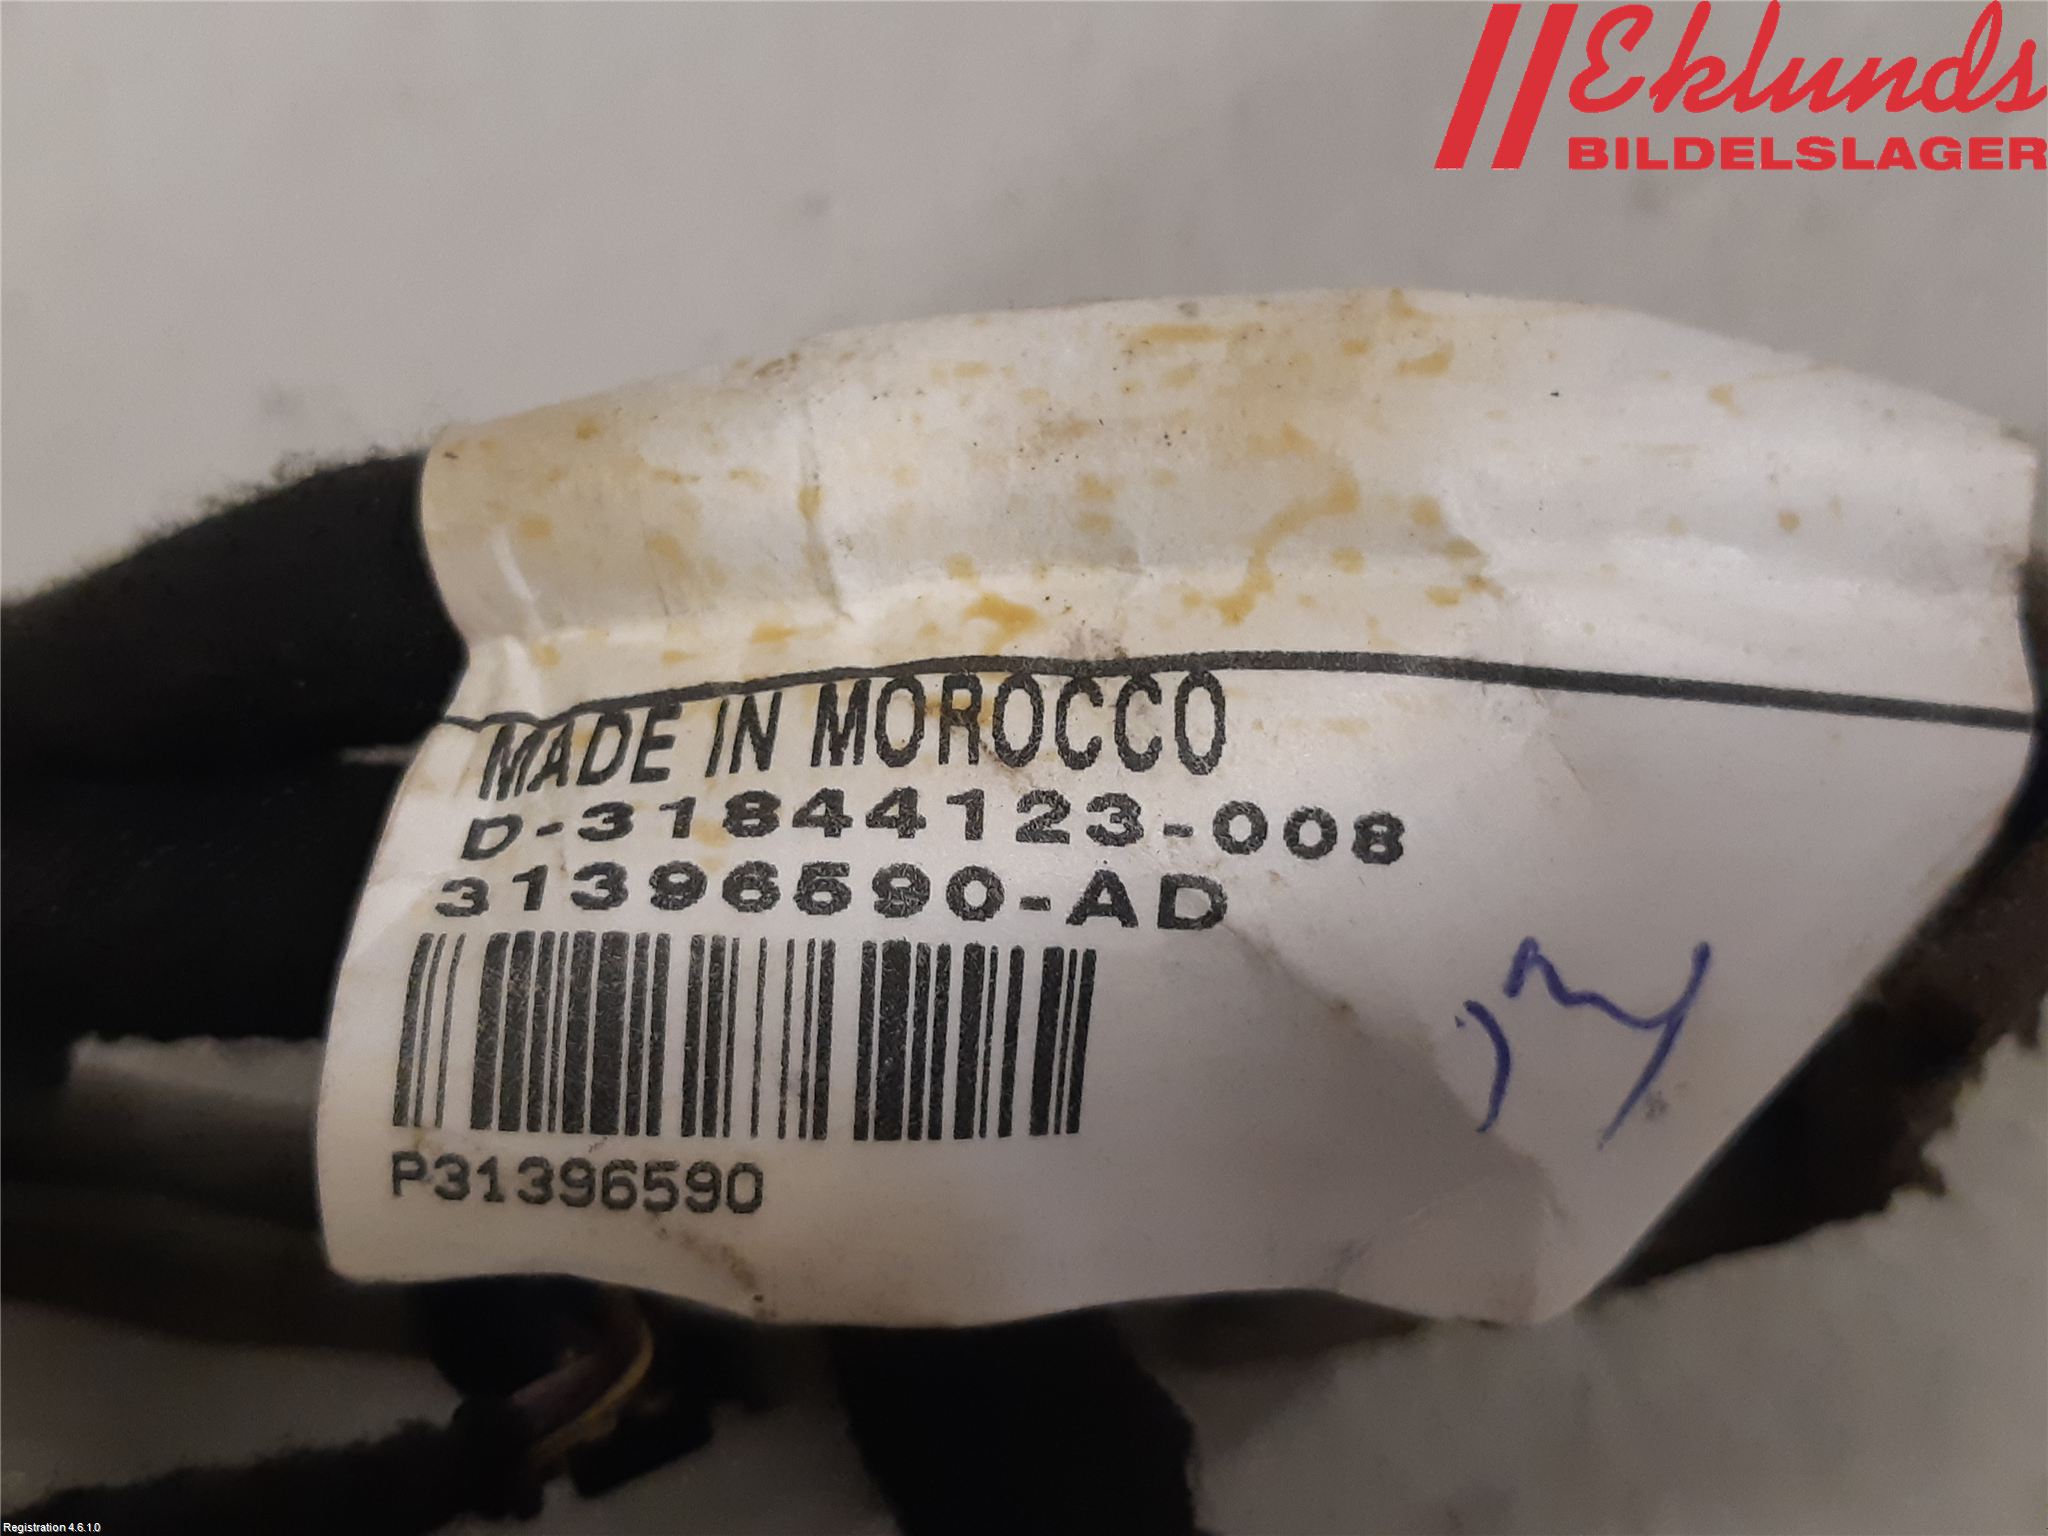 Eklunds
BILDELSLAGER
MADE IN MOROCCO
D-31844123-008
31396590-AD
P31396590
Registration 4.6.1.0